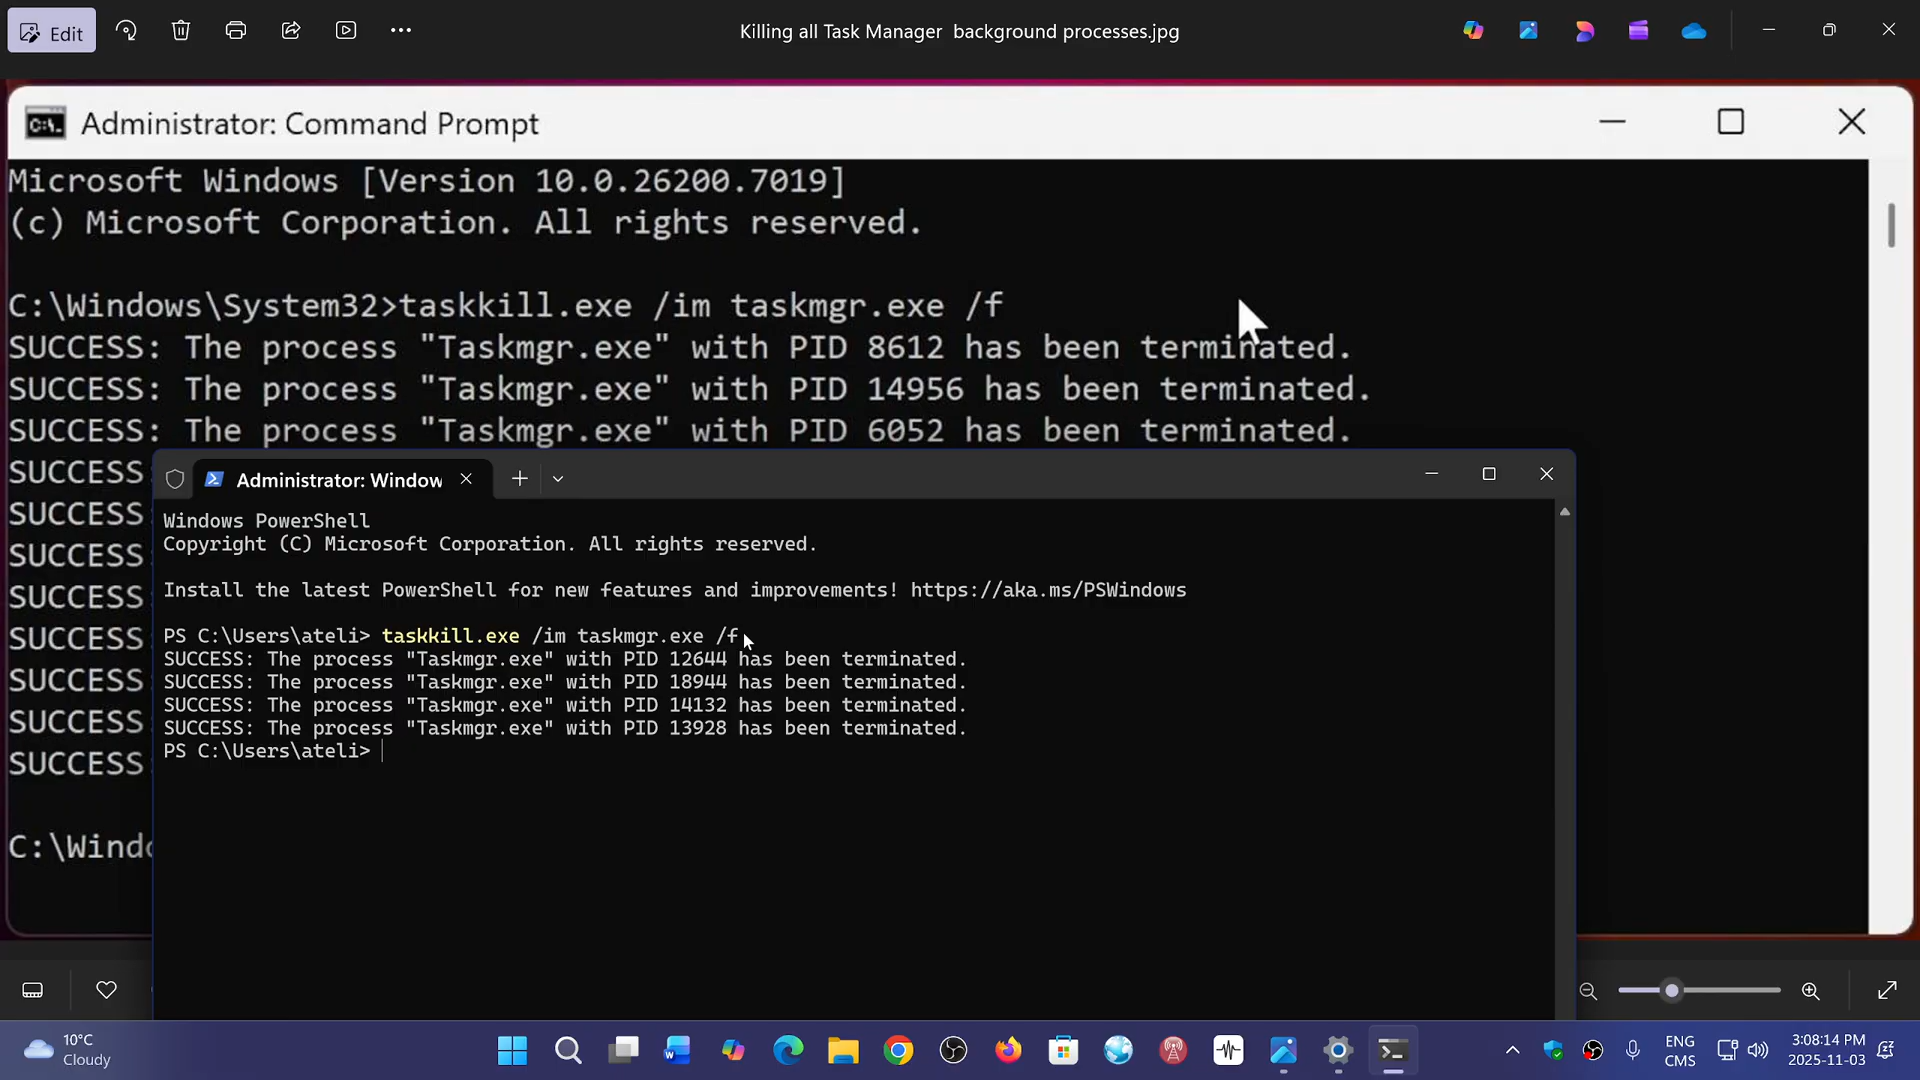 Edit
Killing all Task Manager  background processes.jpg
Administrator: Command Prompt
Microsoft Windows [Version 10.0.26200.7019]
(c) Microsoft Corporation. All rights reserved.
C:\Windows\System32>taskkill.exe /im taskmgr.exe /f
SUCCESS: The process "Taskmgr.exe" with PID 8612 has been terminated.
SUCCESS: The process "Taskmgr.exe" with PID 14956 has been terminated.
SUCCESS: The process "Taskmgr.exe" with PID 6052 has been terminated.
SUCCESS:
SUCCESS
SUCCESS
SUCCESS
SUCCESS
SUCCESS
SUCCESS
SUCCESS
C:\Windo
Administrator: Window
Windows PowerShell
Copyright (C) Microsoft Corporation. All rights reserved.
Install the latest PowerShell for new features and improvements! https://aka.ms/PSWindows
PS C:\Users\ateli> taskkill.exe /im taskmgr.exe /f
SUCCESS: The process "Taskmgr.exe" with PID 12644 has been terminated.
SUCCESS: The process "Taskmgr.exe" with PID 18944 has been terminated.
SUCCESS: The process "Taskmgr.exe" with PID 14132 has been terminated.
SUCCESS: The process "Taskmgr.exe" with PID 13928 has been terminated.
PS C:\Users\ateli>
10°C
Cloudy
ENG
CMS
3:08:14 PM
2025-11-03